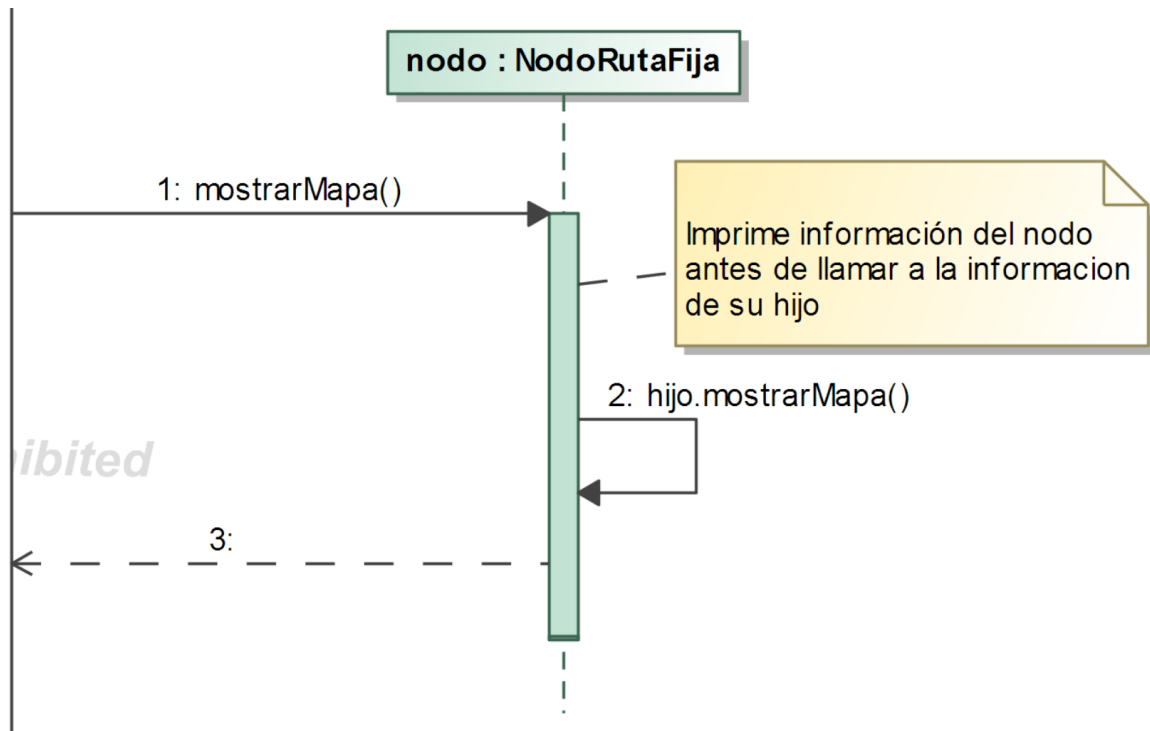 nodo : NodoRutaFija
1: mostrarMapa()
Imprime información del nodo
antes de llamar a la informacion
de su hijo
2: hijo.mostrarMapa()
ibited
3: